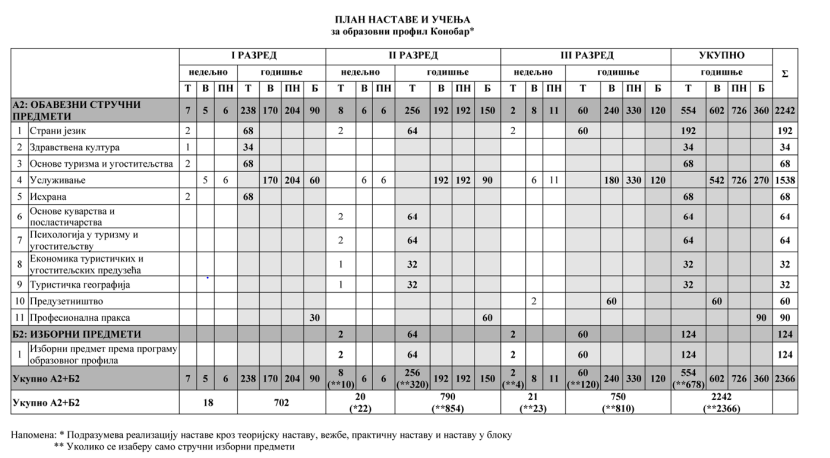 ПЛАН НАСТАВЕ И УЧЕЊА
за образовни профил Конобар*
I РАЗРЕД II РАЗРЕД III РАЗРЕД УКУПНО
недељно годишње недељно годишње недељно годишње годишње Σ
Т В ПН Т В ПН Б Т В ПН Т В ПН Б Т В ПН Т В ПН Б Т В ПН Б
А2: ОБАВЕЗНИ СТРУЧНИ ПРЕДМЕТИ 7 5 6 238 170 204 90 8 6 6 256 192 192 150 2 8 11 60 240 330 120 554 602 726 360 2242
1 Страни језик 2 68 2 64 2 60 192 192
2 Здравствена култура 1 34 34 34
3 Основе туризма и угоститељства 2 68 68 68
4 Услуживање 5 6 170 204 60 6 6 192 192 90 6 11 180 330 120 542 726 270 1538
5 Исхрана 2 68 68 68
6 Основе куварства и посластичарства 2 64 64 64
7 Психологија у туризму и угоститељству 2 64 64 64
8 Економика туристичких и угоститељских предузећа 1 32 32 32
9 Туристичка географија 1 32 32 32
10 Предузетништво 2 60 60 60
11 Професионална пракса 30 60 90 90
Б2: ИЗБОРНИ ПРЕДМЕТИ 2 64 2 60 124 124
1 Изборни предмет према програму образовног профила 2 64 2 60 124 124
Укупно А2+Б2 7 5 6 238 170 204 90 8 (**10) 6 6 256 (**320) 192 192 150 2 (**4) 8 11 60 (**120) 240 330 120 554 (**678) 602 726 360 2366
Укупно А2+Б2 18 702 20 (*22) 790 (**854) 21 (**23) 750 (**810) 2242 (**2366)
Напомена: * Подразумева реализацију наставе кроз теоријску наставу, вежбе, практичну наставу и наставу у блоку
** Уколико се изаберу само стручни изборни предмети